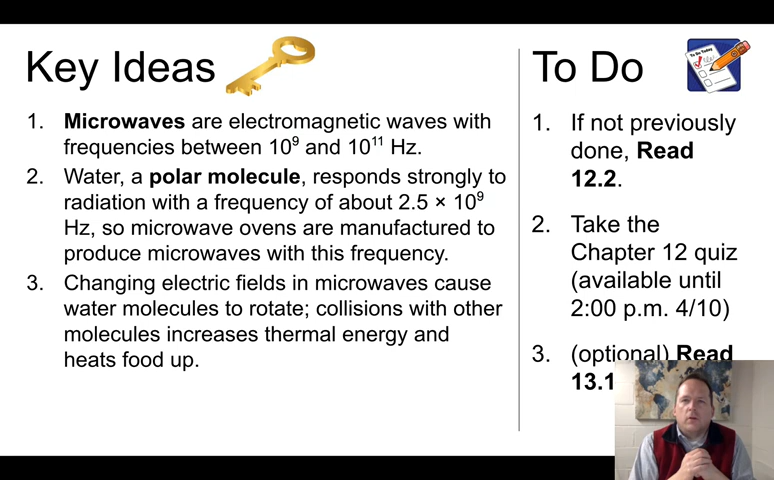 Key Ideas
1. Microwaves are electromagnetic waves with
frequencies between 10⁹ and 10¹¹ Hz.
2. Water, a polar molecule, responds strongly to
radiation with a frequency of about 2.5 × 10⁹
Hz, so microwave ovens are manufactured to
produce microwaves with this frequency.
3. Changing electric fields in microwaves cause
water molecules to rotate; collisions with other
molecules increases thermal energy and
heats food up.
To Do
To Do Today
1. If not previously
done, Read
12.2.
2. Take the
Chapter 12 quiz
(available until
2:00 p.m. 4/10)
3. (optional) Read
13.1